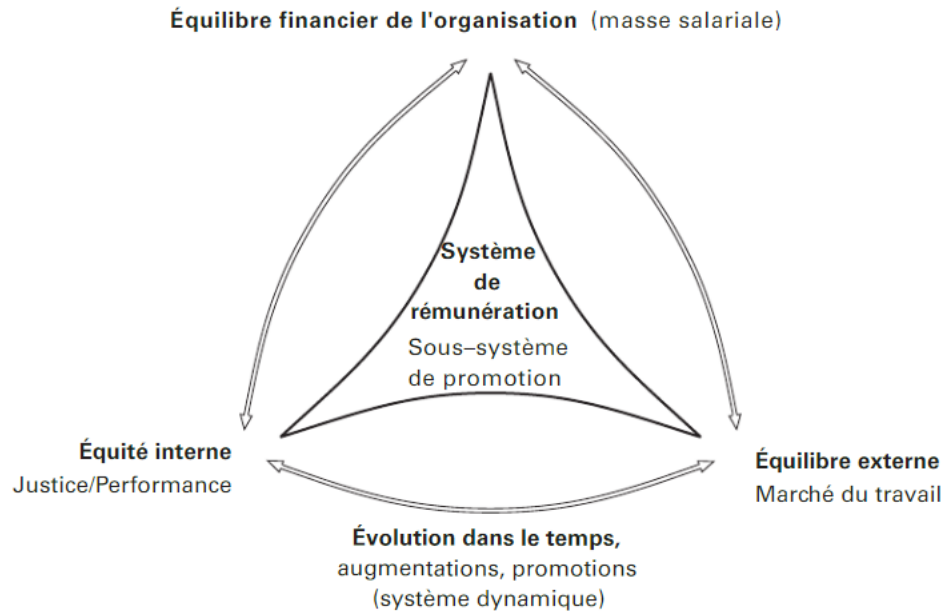 Équilibre financier de l'organisation (masse salariale)
Système
de
rémunération
Sous–système
de promotion
Équité interne
Justice/Performance
Équilibre externe
Marché du travail
Évolution dans le temps,
augmentations, promotions
(système dynamique)